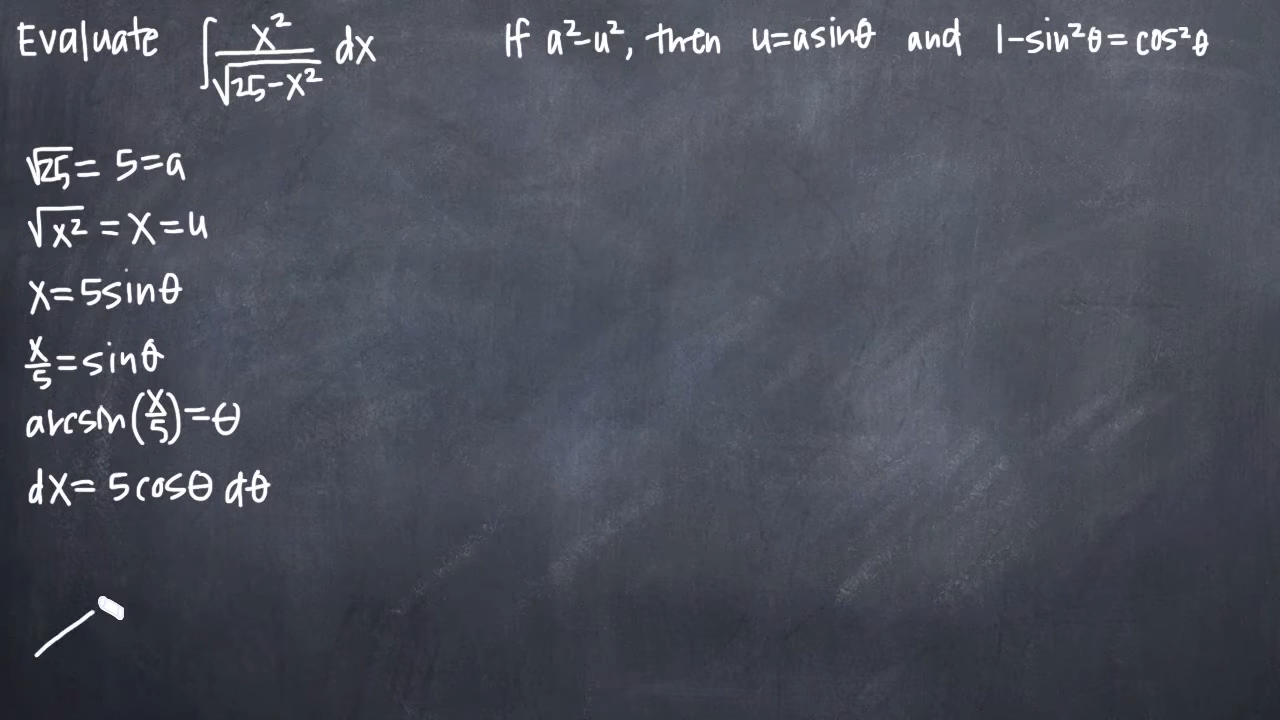 Evaluate ∫ x²/√(25-x²) dx If a²-u², then u=asinθ and 1-sin²θ=cos²θ
√25 = 5=a
√x² = x=u
x=5sinθ
x/5=sinθ
arcsin(x/5)=θ
dx= 5cosθ dθ